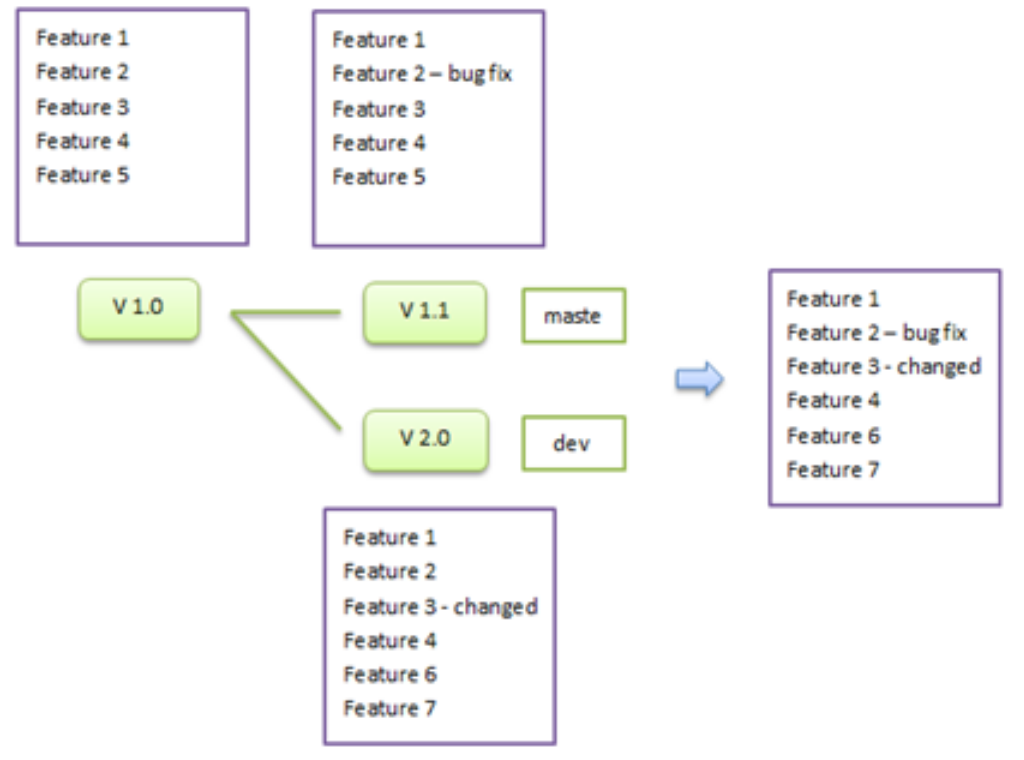 Feature 1
Feature 2
Feature 3
Feature 4
Feature 5
Feature 1
Feature 2 – bug fix
Feature 3
Feature 4
Feature 5
V 1.0
V 1.1
maste
V 2.0
dev
Feature 1
Feature 2 – bug fix
Feature 3 - changed
Feature 4
Feature 6
Feature 7
Feature 1
Feature 2
Feature 3 - changed
Feature 4
Feature 6
Feature 7